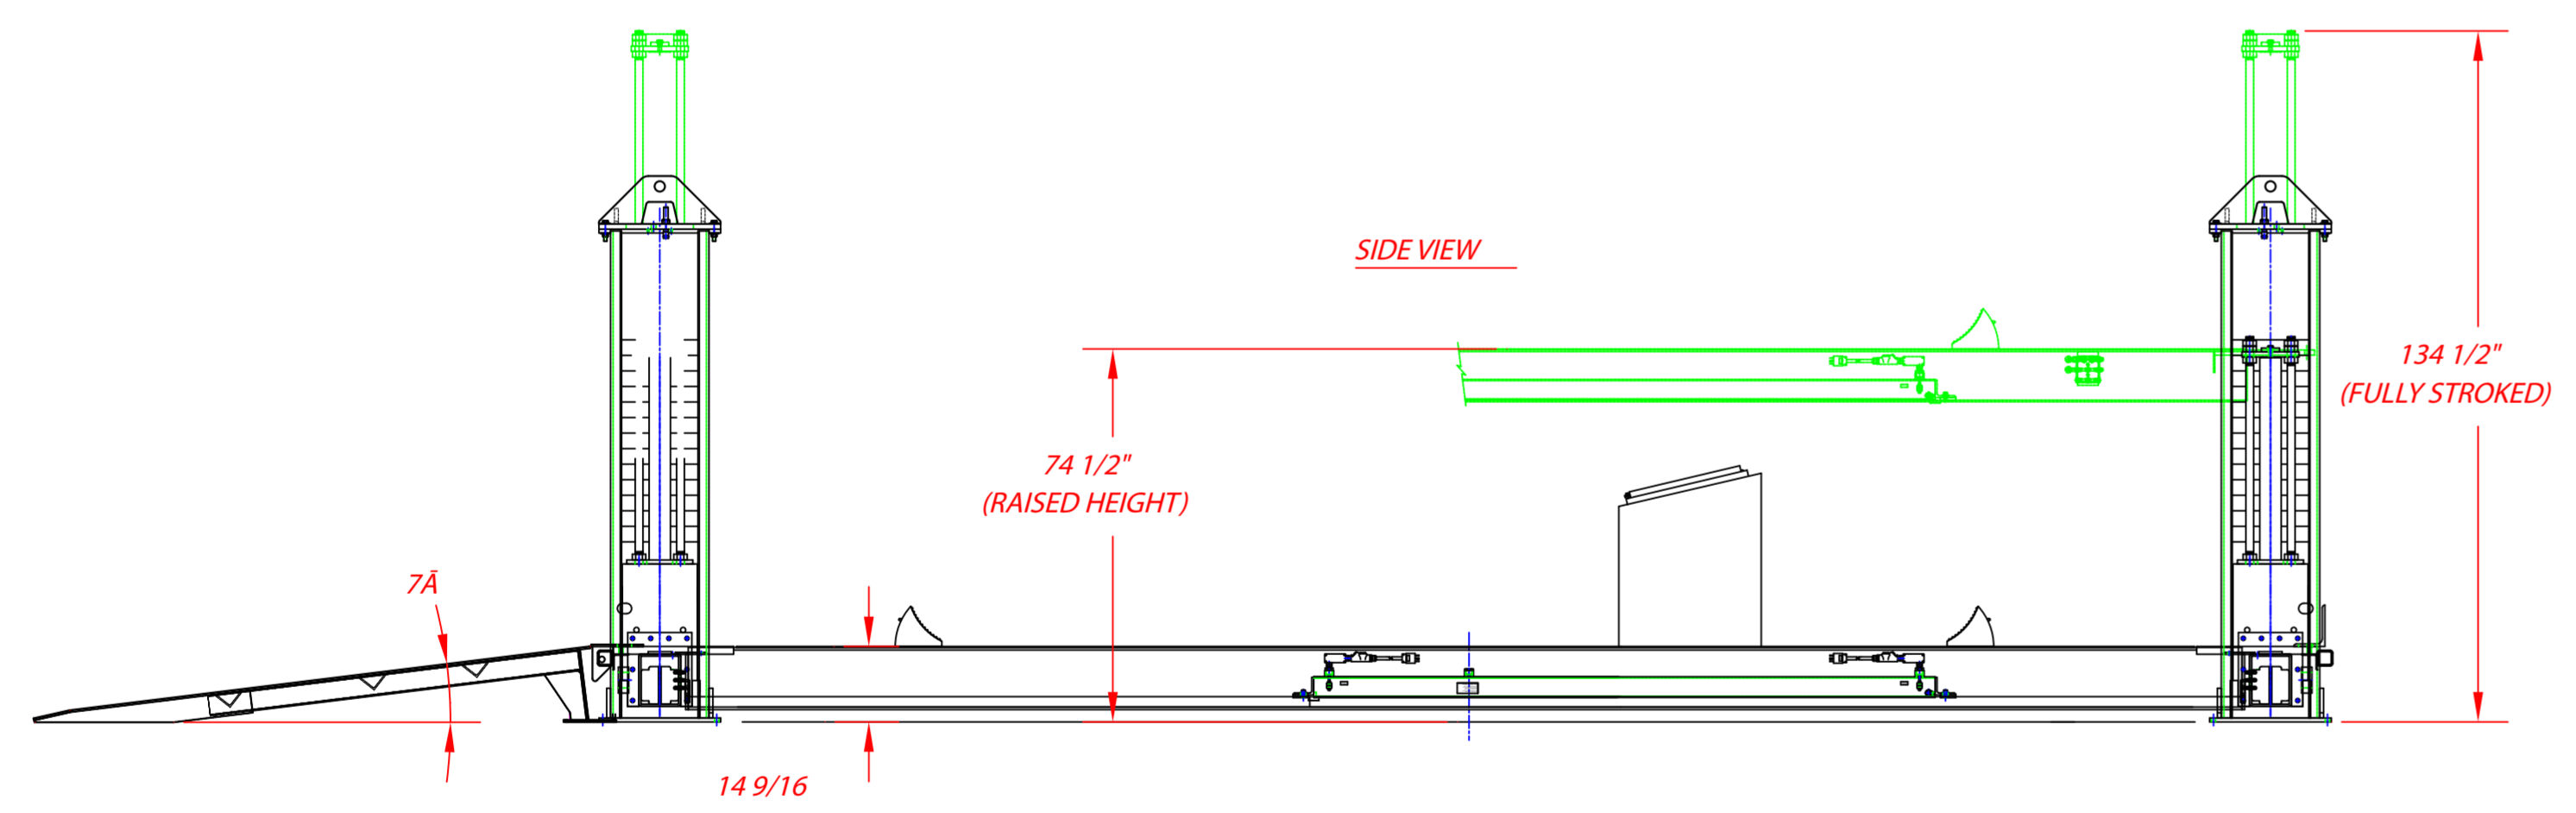 SIDE VIEW
134 1/2"
(FULLY STROKED)
74 1/2"
(RAISED HEIGHT)
7Ā
14 9/16